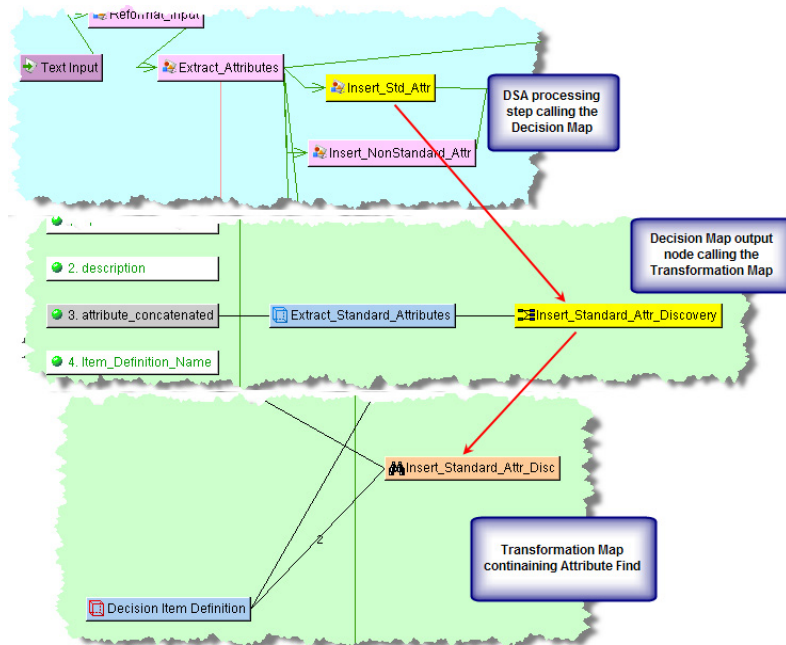 Reformat_Input
Text Input
Extract_Attributes
Insert_Std_Attr
Insert_NonStandard_Attr
DSA processing
step calling the
Decision Map
2. description
3. attribute_concatenated
4. Item_Definition_Name
Extract_Standard_Attributes
Insert_Standard_Attr_Discovery
Decision Map output
node calling the
Transformation Map
Insert_Standard_Attr_Disc
2
Decision Item Definition
Transformation Map
continaining Attribute Find